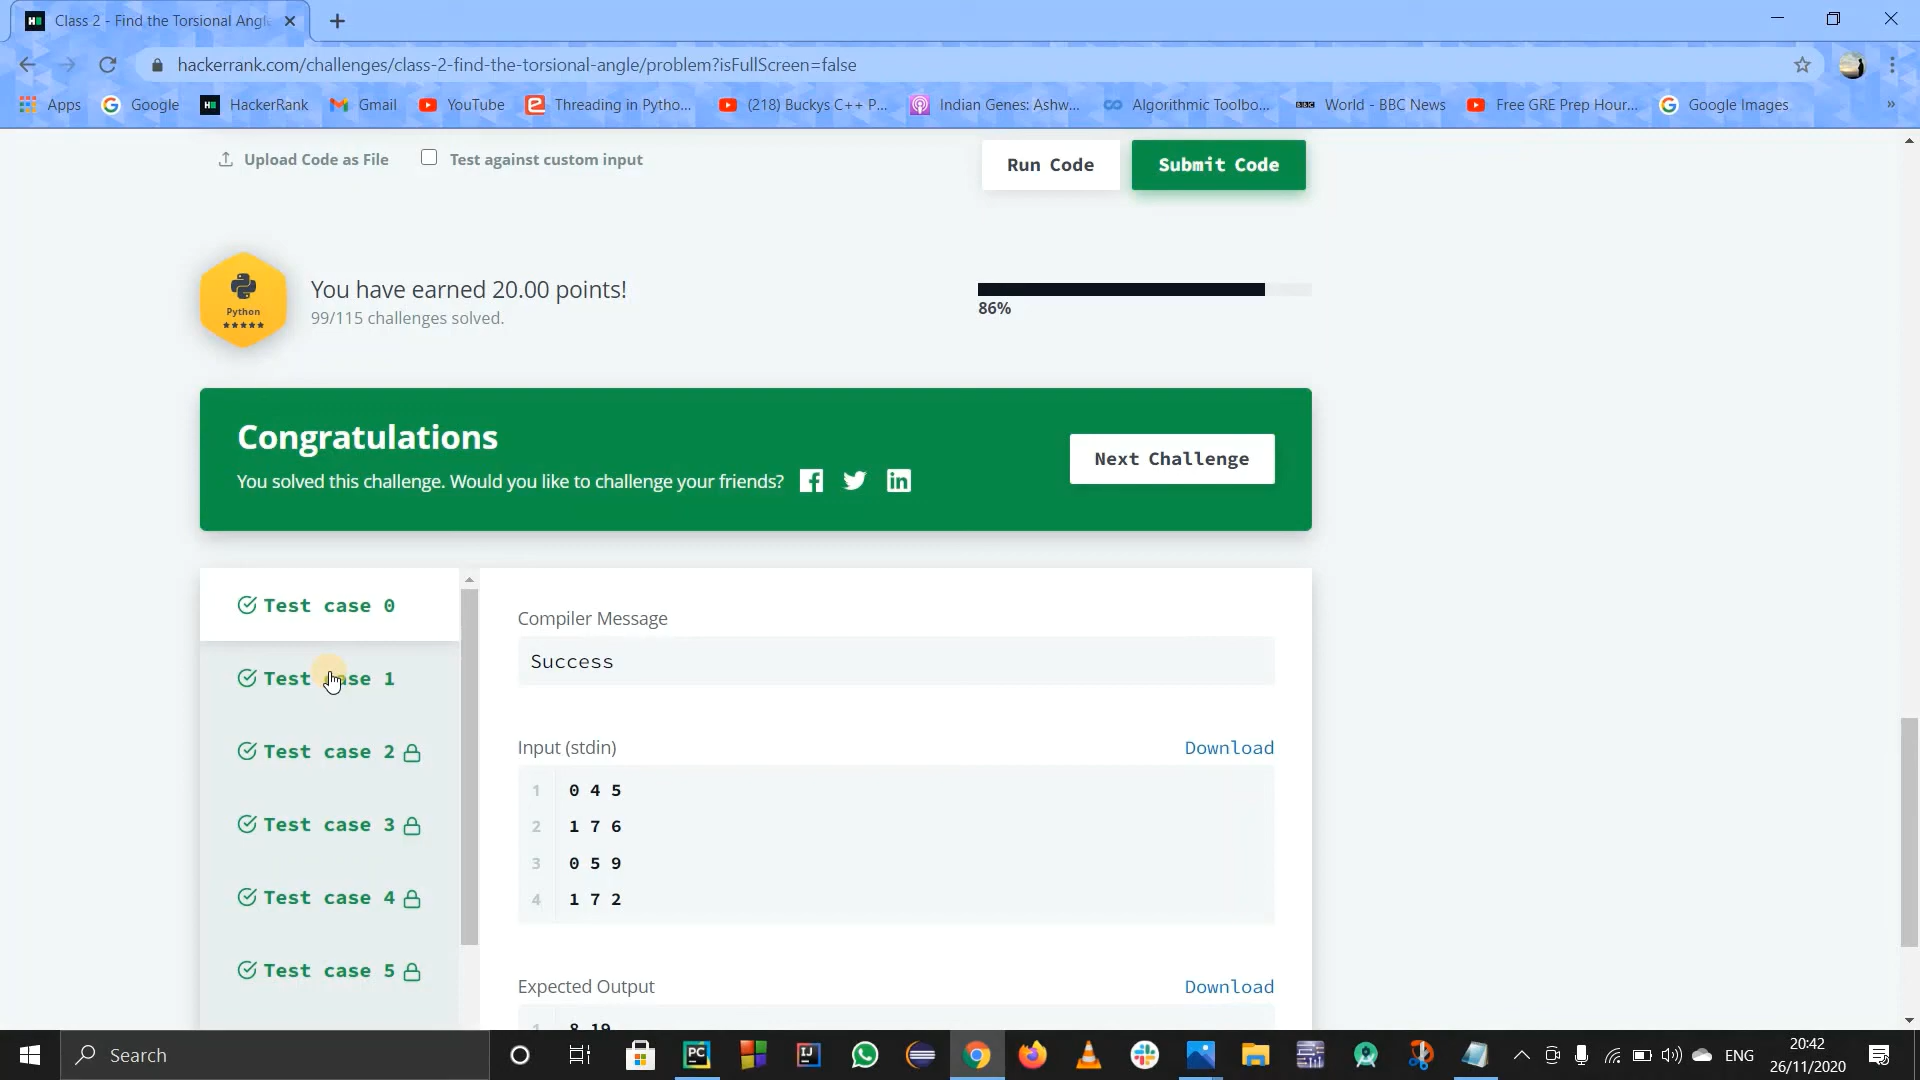 Class 2 - Find the Torsional Angle
hackerrank.com/challenges/class-2-find-the-torsional-angle/problem?isFullScreen=false
Apps
Google
HackerRank
Gmail
YouTube
Threading in Pytho...
(218) Buckys C++ P...
Indian Genes: Ashw...
Algorithmic Toolbo...
BBC
World - BBC News
Free GRE Prep Hour...
Google Images
»
Upload Code as File
Test against custom input
Run Code
Submit Code
Python
You have earned 20.00 points!
99/115 challenges solved.
86%
Congratulations
You solved this challenge. Would you like to challenge your friends?
Next Challenge
Test case 0
Test case 1
Test case 2
Test case 3
Test case 4
Test case 5
Compiler Message
Success
Input (stdin)
Download
1 0 4 5
2 1 7 6
3 0 5 9
4 1 7 2
Expected Output
Download
1 8.19
Search
ENG
20:42
26/11/2020